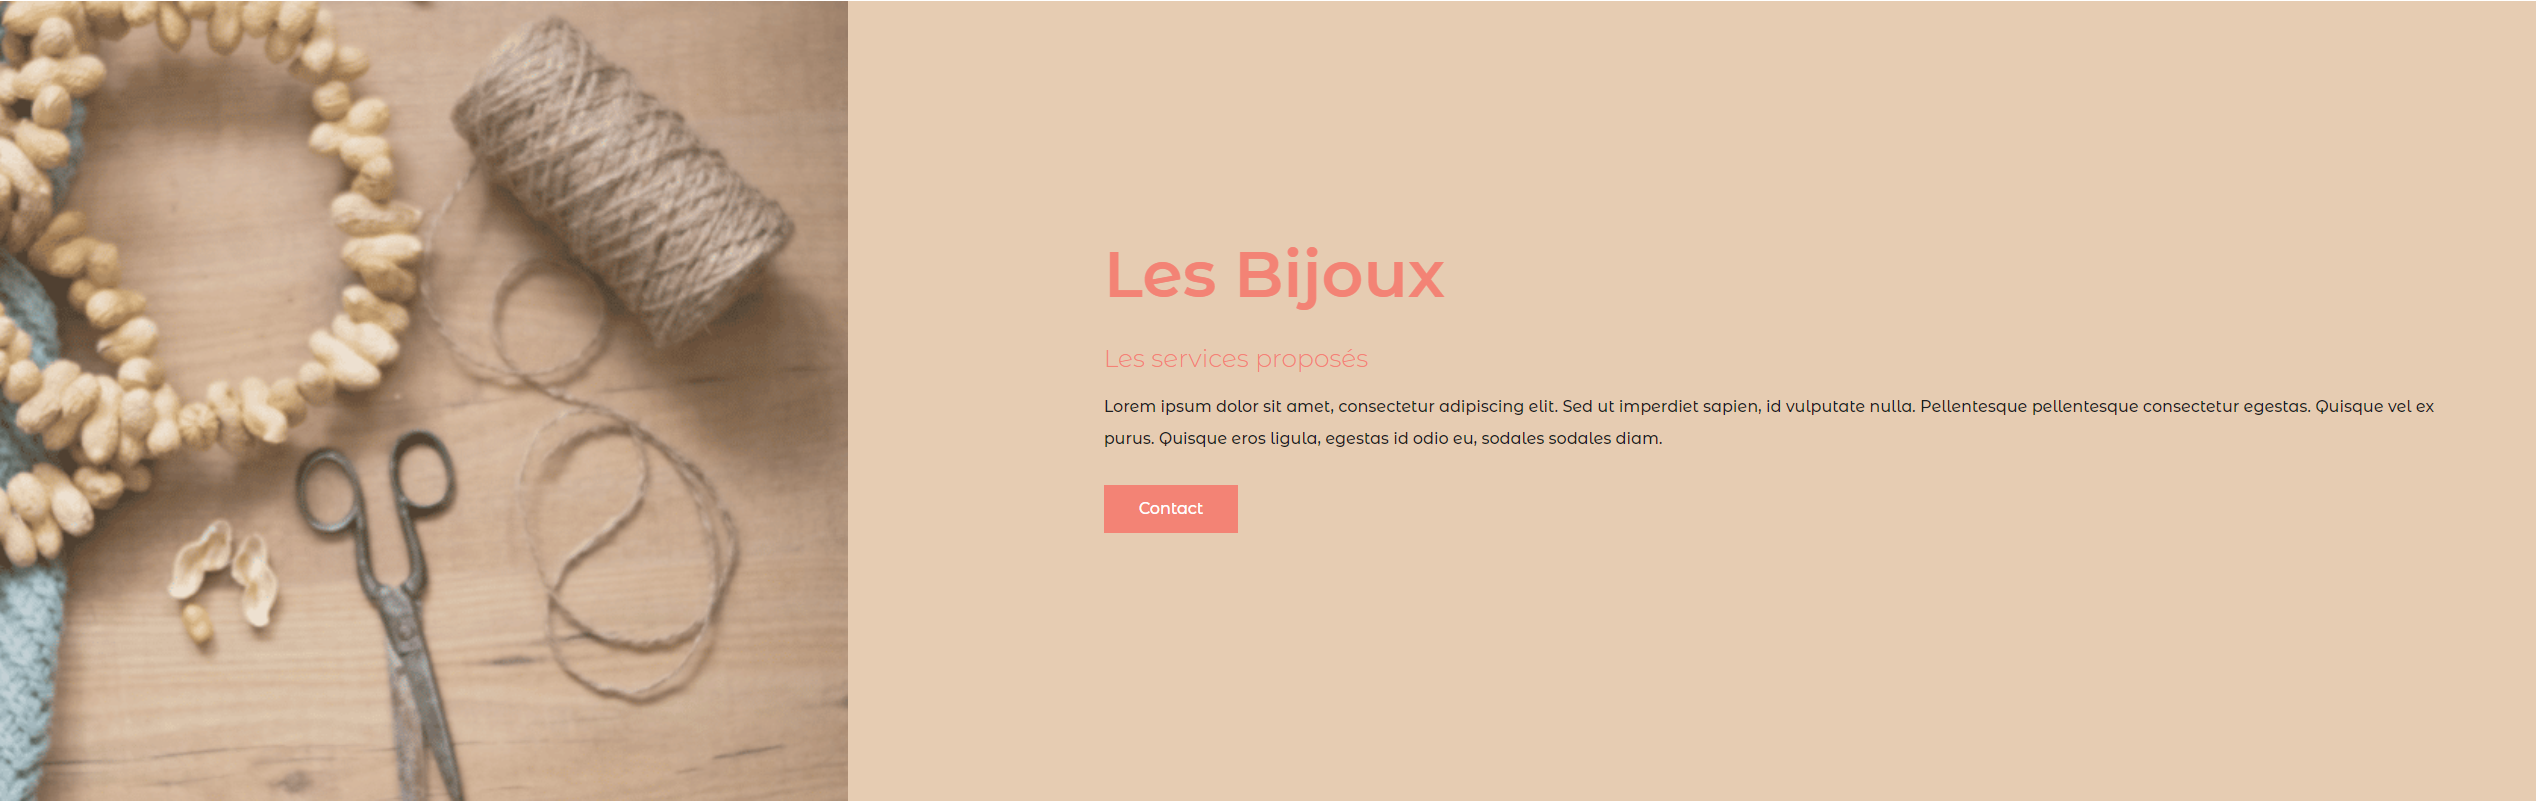 Les Bijoux
Les services proposés
Lorem ipsum dolor sit amet, consectetur adipiscing elit. Sed ut imperdiet sapien, id vulputate nulla. Pellentesque pellentesque consectetur egestas. Quisque vel ex
purus. Quisque eros ligula, egestas id odio eu, sodales sodales diam.
Contact